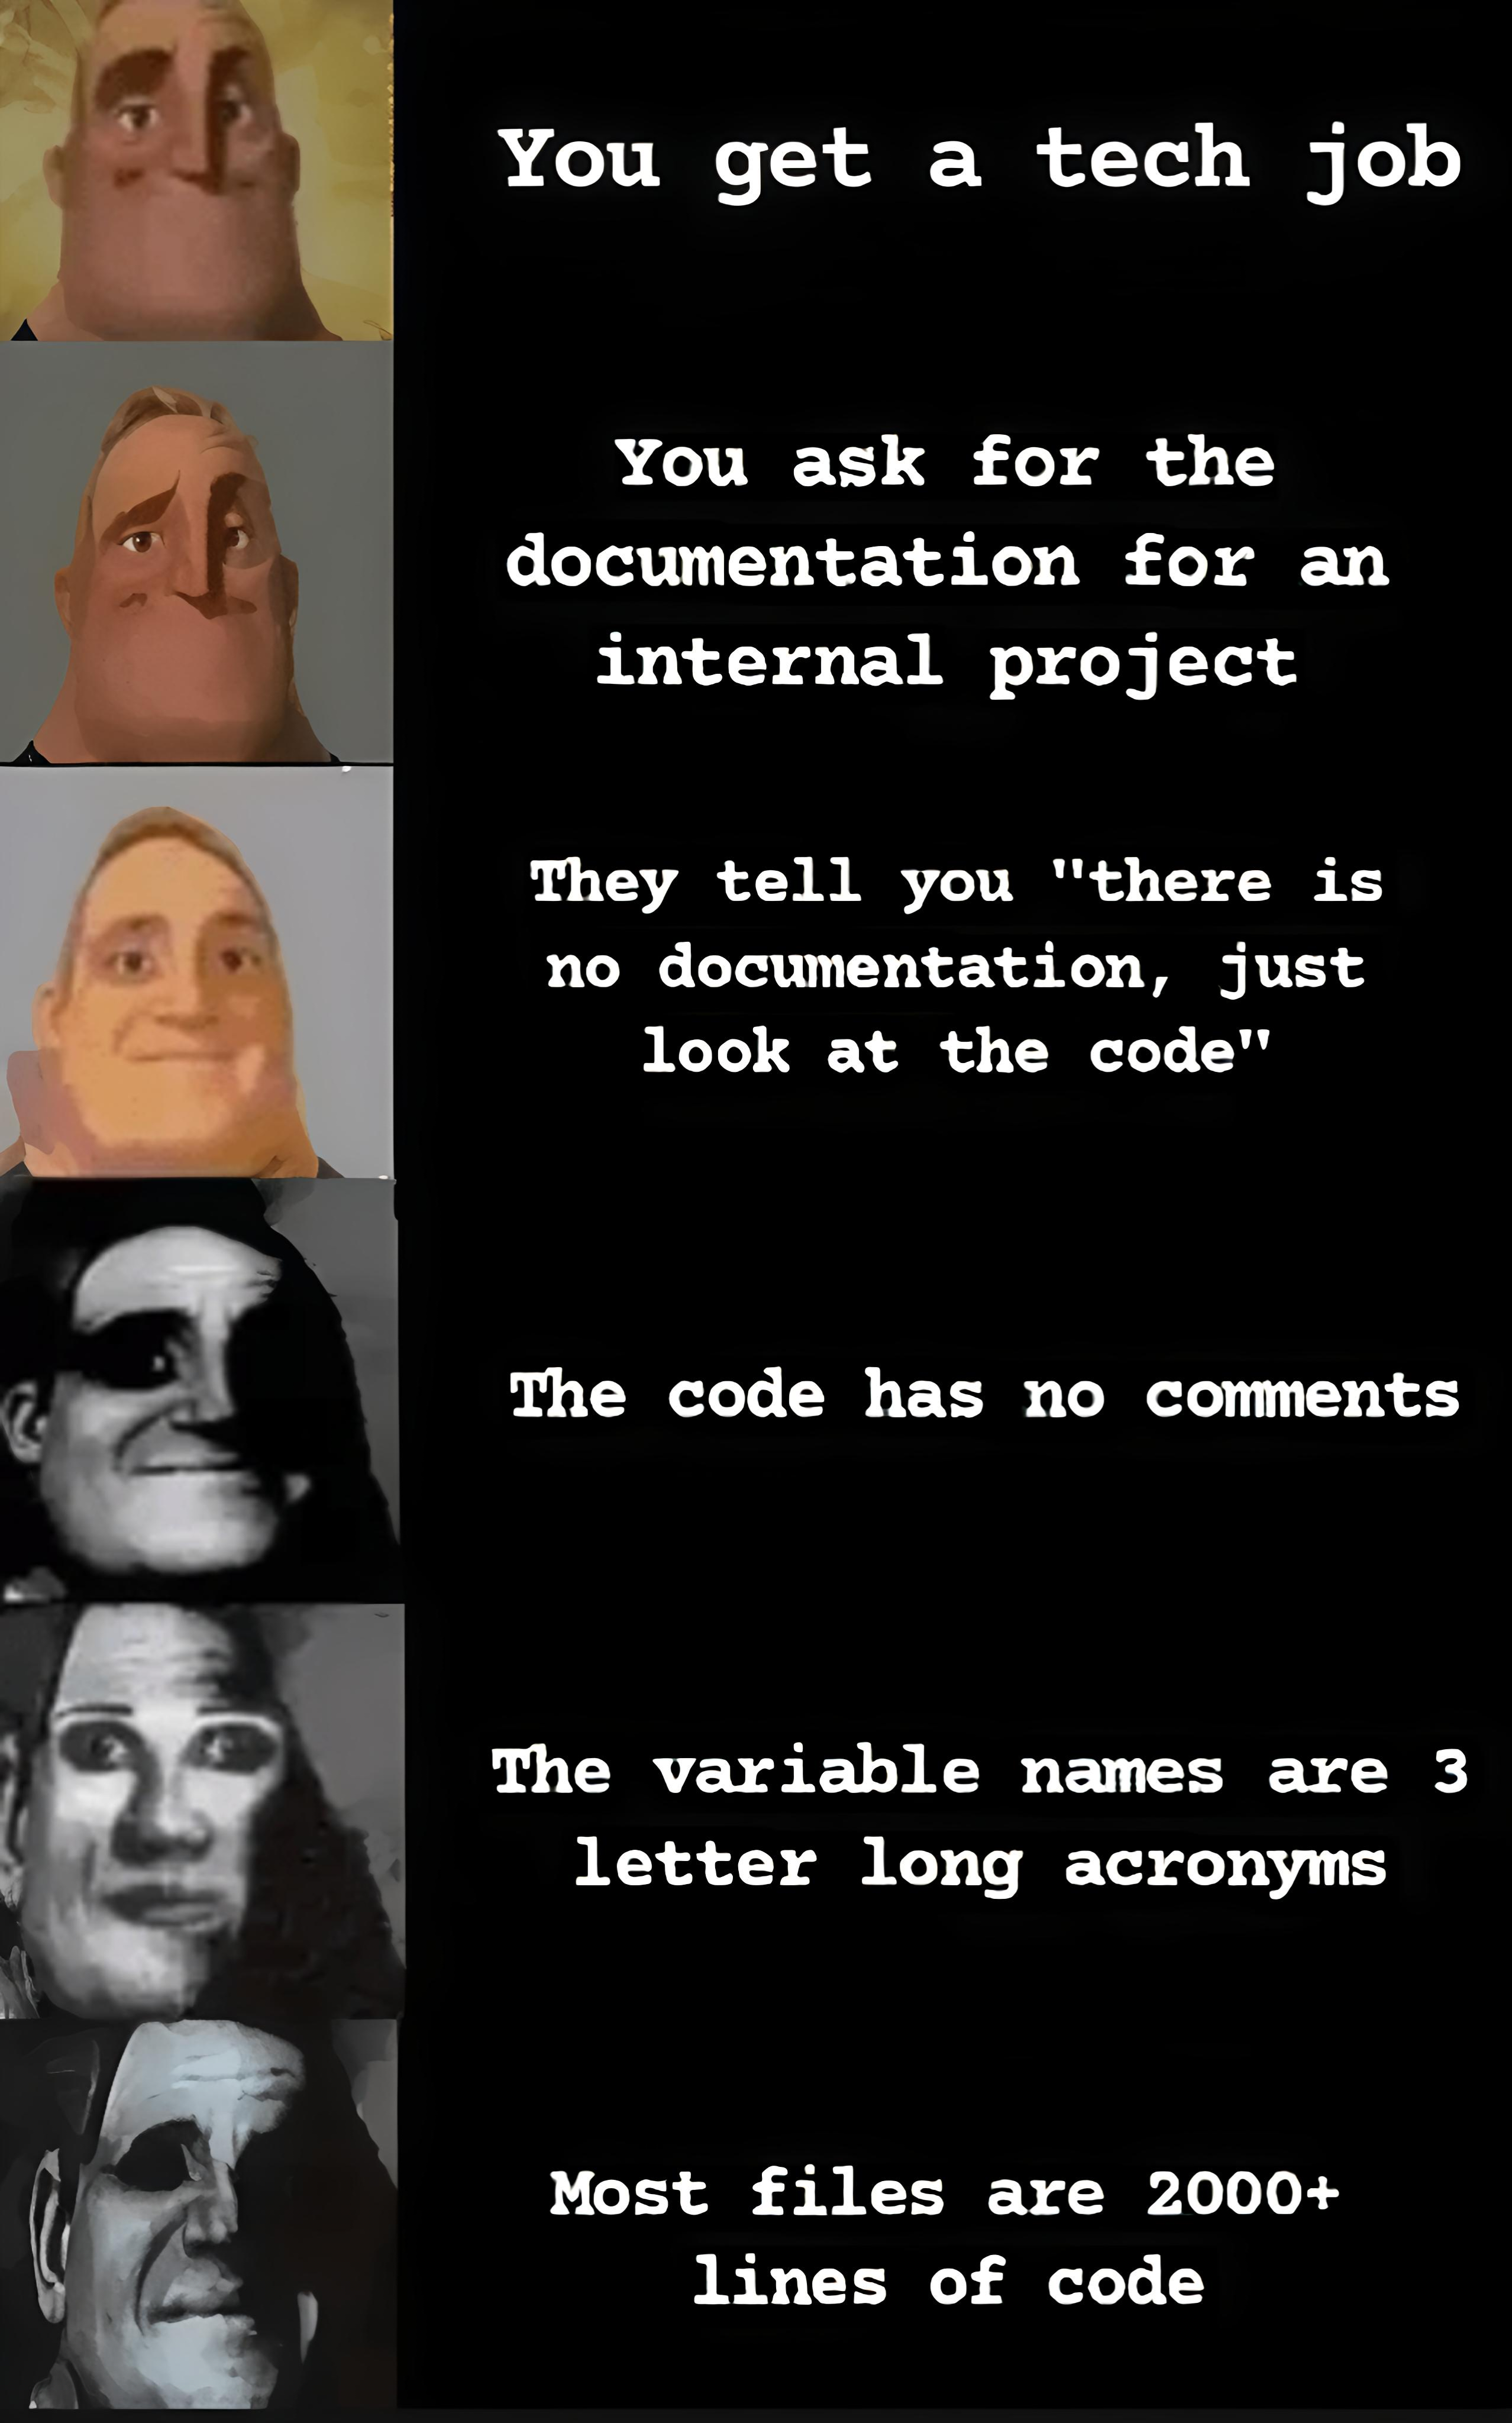 You get a tech job
You ask for the
documentation for an
internal project
They tell you "there is
no documentation, just
look at the code"
The code has no comments
The variable names are 3
letter long acronyms
Most files are 2000+
lines of code